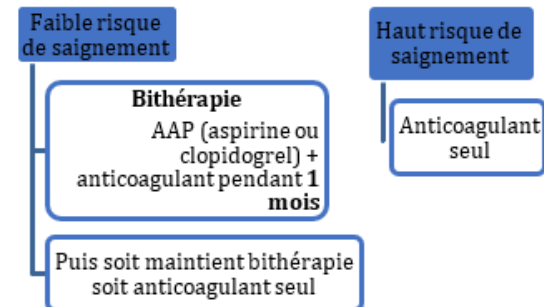 Faible risque
de saignement
Bithérapie
AAP (aspirine ou
clopidogrel) +
anticoagulant pendant 1
mois
Puis soit maintient bithérapie
soit anticoagulant seul
Haut risque de
saignement
Anticoagulant
seul